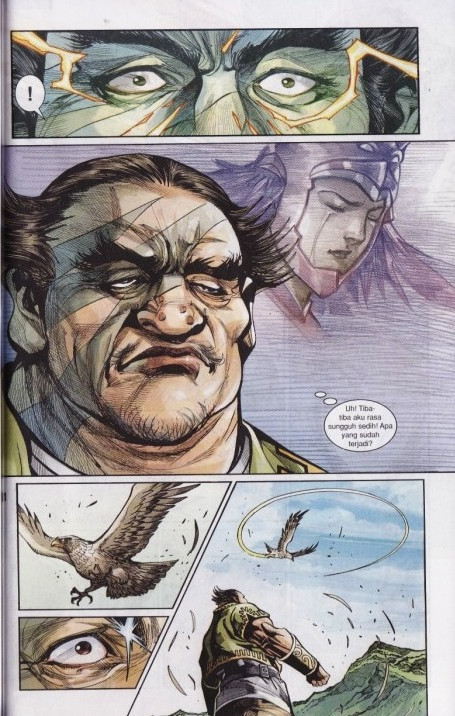 !
Uh! Tiba-
tiba aku rasa
sungguh sedih! Apa
yang sudah
terjadi?